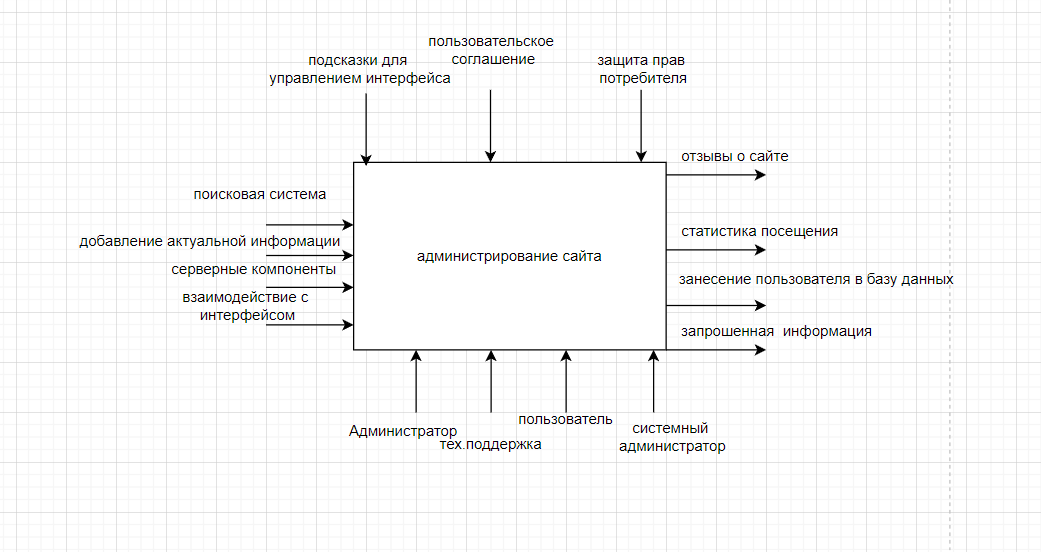 пользовательское
соглашение
подсказки для
управлением интерфейса
защита прав
потребителя
отзывы о сайте
поисковая система
статистика посещения
добавление актуальной информации
администрирование сайта
серверные компоненты
занесение пользователя в базу данных
взаимодействие с
интерфейсом
запрошенная информация
Администратор
тех.поддержка
пользователь
системный
администратор